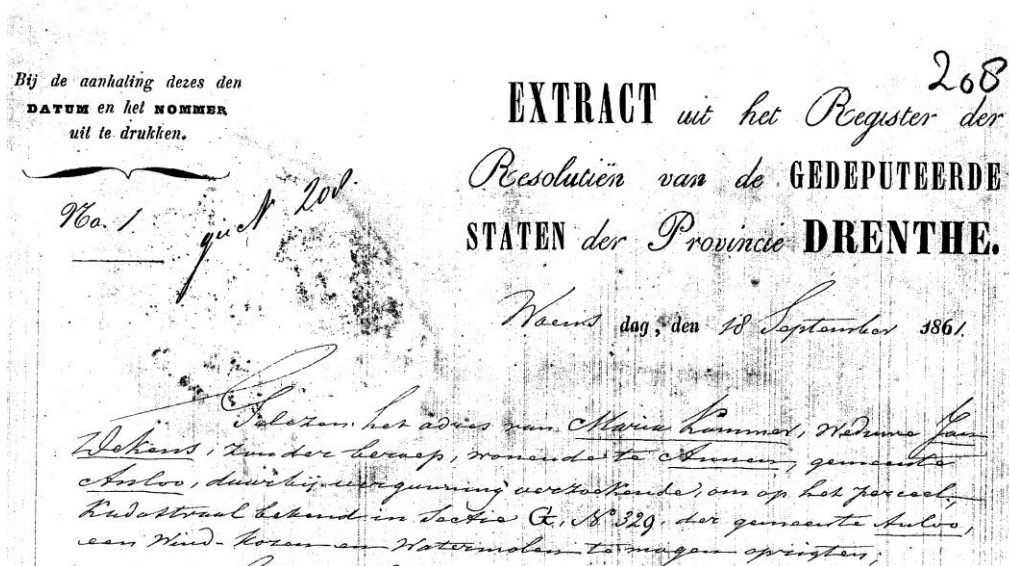 208
Bij de aanhaling dezes den
DATUM en het NOMMER
uit te drukken.
EXTRACT uit het Register der
Resolutiën van de GEDEPUTEERDE
STATEN der Provincie DRENTHE.
No. 1
N 208.
Woens dag, den 18 September 1861.
Gelezen het adres van Maria Kammer, Weduwe Jan
Dekens, zonder beroep, wonende te Annen, gemeente
Anloo, daarbij vergunning verzoekende, om op het perceel,
Kadastraal bekend in Sectie G, No 329, der gemeente Anloo,
een Wind-koren en Watermolen te mogen oprigten;